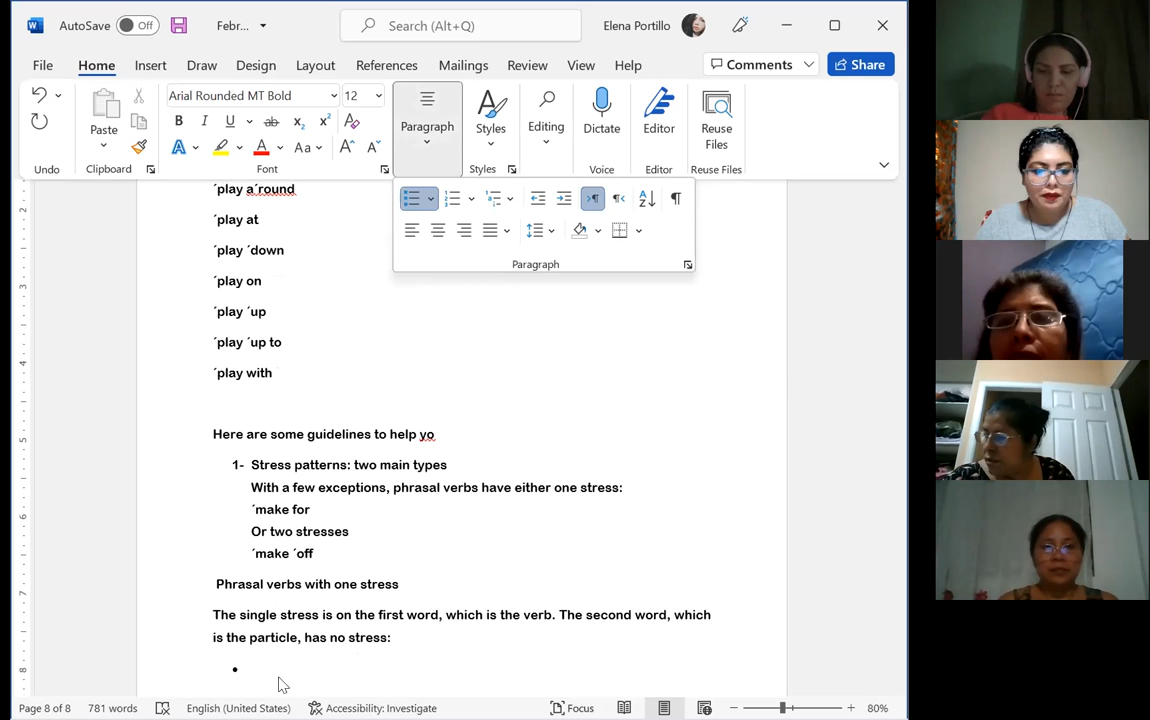 AutoSave Off Febr... Search (Alt+Q) Elena Portillo
File Home Insert Draw Design Layout References Mailings Review View Help Comments Share
Arial Rounded MT Bold 12
Paste Paragraph Styles Editing Dictate Editor Reuse Files
Undo Clipboard Font Styles Voice Editor Reuse Files
Paragraph
´play a´round
´play at
´play ´down
´play on
´play ´up
´play ´up to
´play with
Here are some guidelines to help yo
1- Stress patterns: two main types
With a few exceptions, phrasal verbs have either one stress:
´make for
Or two stresses
´make ´off
Phrasal verbs with one stress
The single stress is on the first word, which is the verb. The second word, which
is the particle, has no stress:
•
Page 8 of 8 781 words English (United States) Accessibility: Investigate Focus 80%